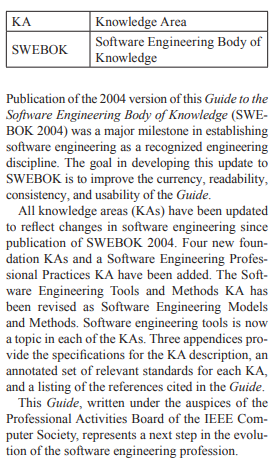 KA Knowledge Area
SWEBOK Software Engineering Body of
Knowledge
Publication of the 2004 version of this Guide to the
Software Engineering Body of Knowledge (SWE-
BOK 2004) was a major milestone in establishing
software engineering as a recognized engineering
discipline. The goal in developing this update to
SWEBOK is to improve the currency, readability,
consistency, and usability of the Guide.
All knowledge areas (KAs) have been updated
to reflect changes in software engineering since
publication of SWEBOK 2004. Four new foun-
dation KAs and a Software Engineering Profes-
sional Practices KA have been added. The Soft-
ware Engineering Tools and Methods KA has
been revised as Software Engineering Models
and Methods. Software engineering tools is now
a topic in each of the KAs. Three appendices pro-
vide the specifications for the KA description, an
annotated set of relevant standards for each KA,
and a listing of the references cited in the Guide.
This Guide, written under the auspices of the
Professional Activities Board of the IEEE Com-
puter Society, represents a next step in the evolu-
tion of the software engineering profession.